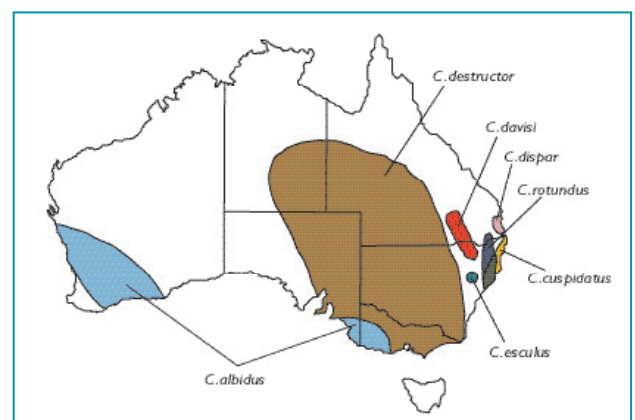 C.destructor
C.davisi
C.dispar
C.rotundus
C.cuspidatus
C.esculus
C.albidus